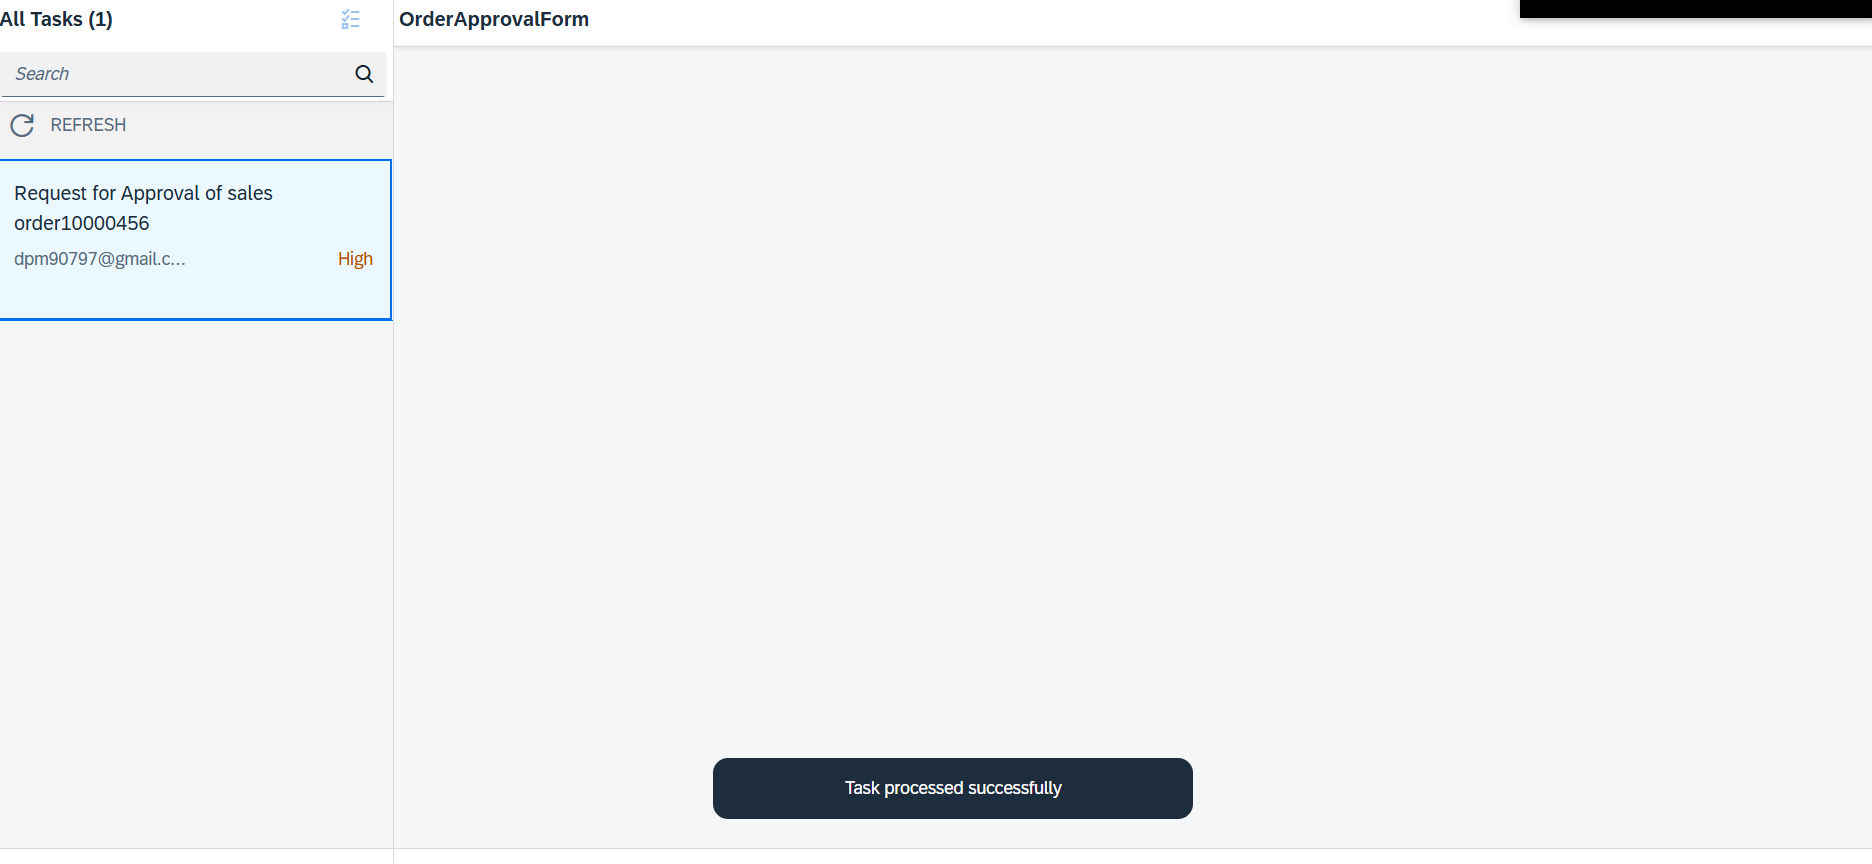 All Tasks (1)
OrderApprovalForm
Search
REFRESH
Request for Approval of sales
order10000456
dpm90797@gmail.c...
High
Task processed successfully